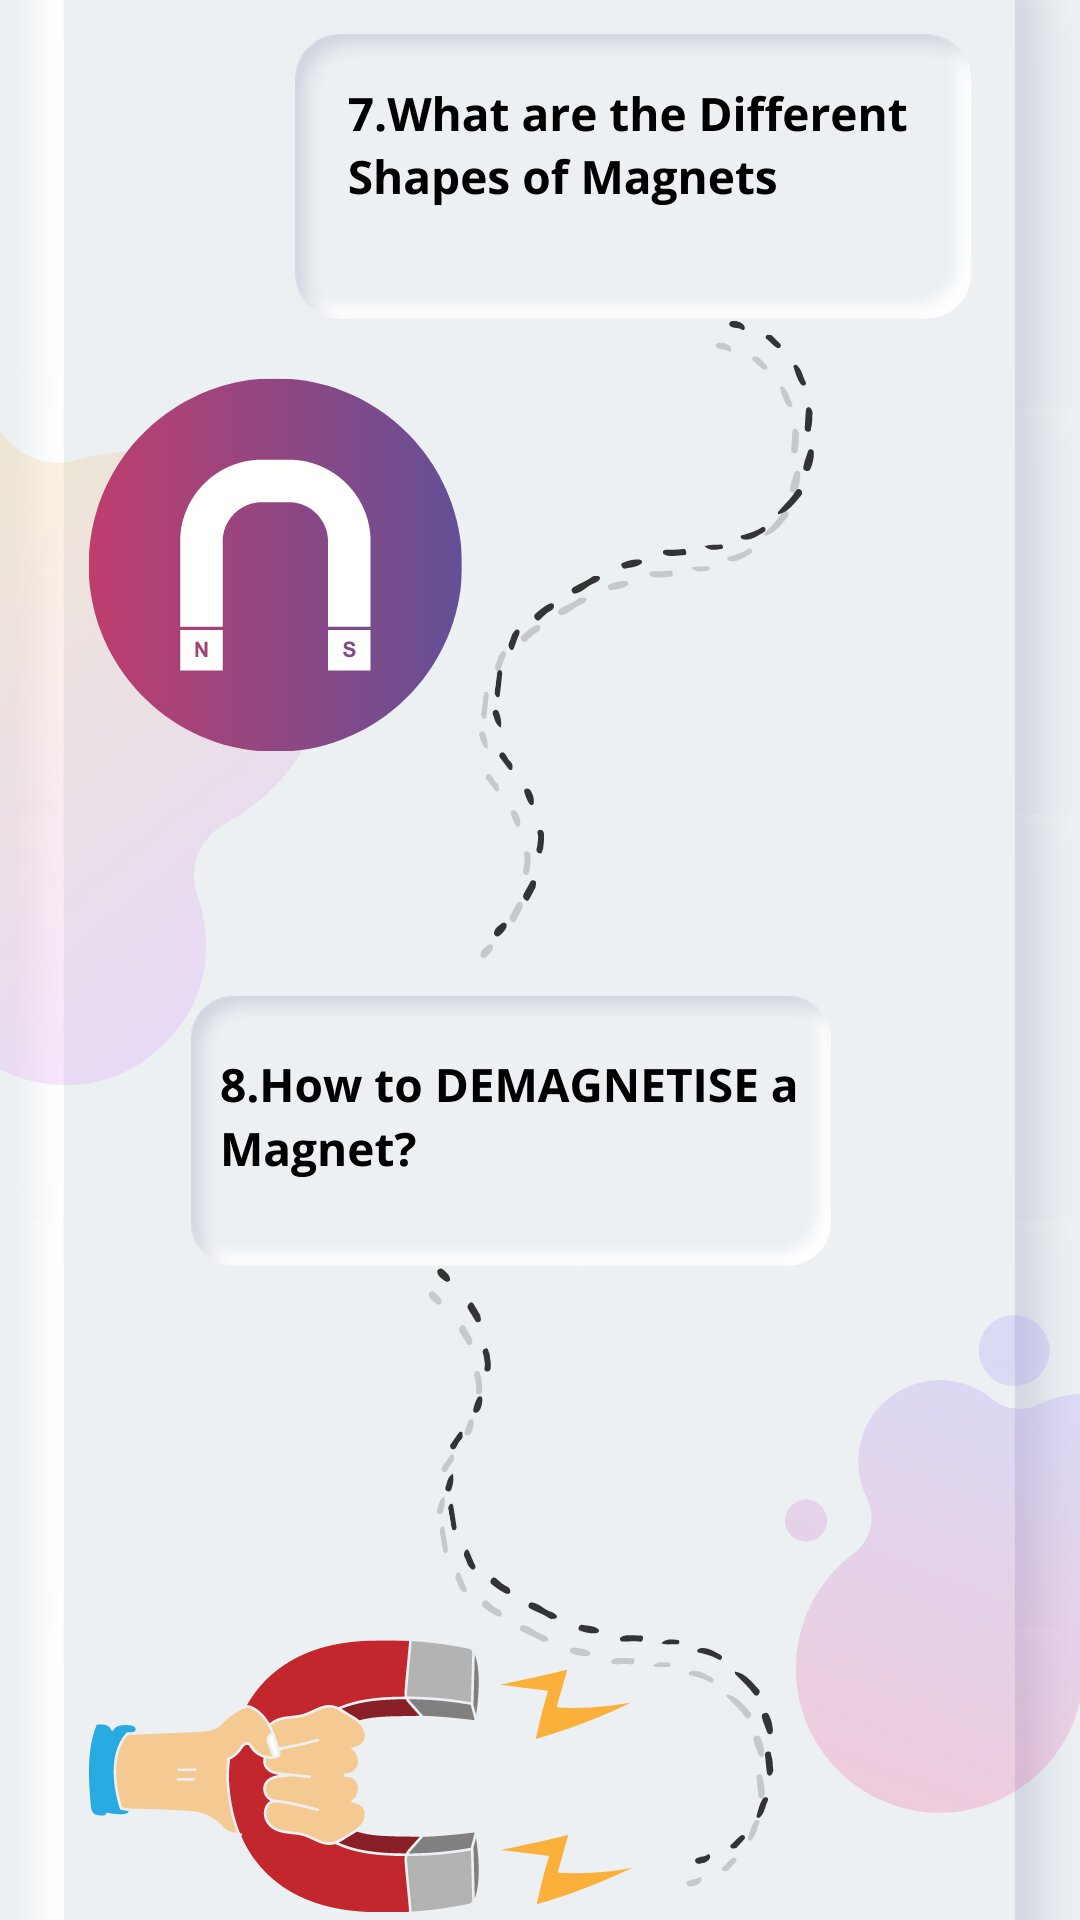 7.What are the Different
Shapes of Magnets
N S
8.How to DEMAGNETISE a
Magnet?